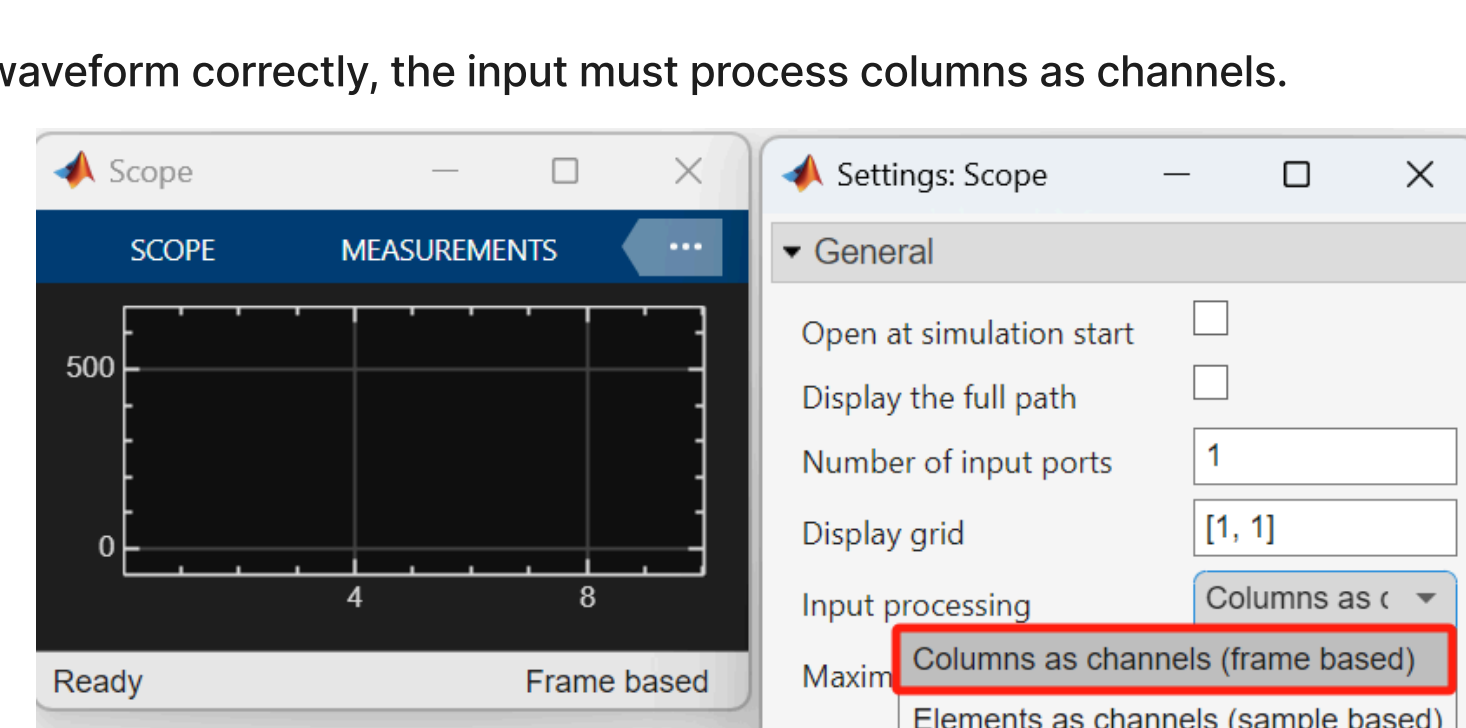 waveform correctly, the input must process columns as channels.
Scope
SCOPE
MEASUREMENTS
500
0
4
8
Ready
Frame based
Settings: Scope
General
Open at simulation start
Display the full path
Number of input ports
1
Display grid
[1, 1]
Input processing
Columns as c
Columns as channels (frame based)
Maxim
Elements as channels (sample based)